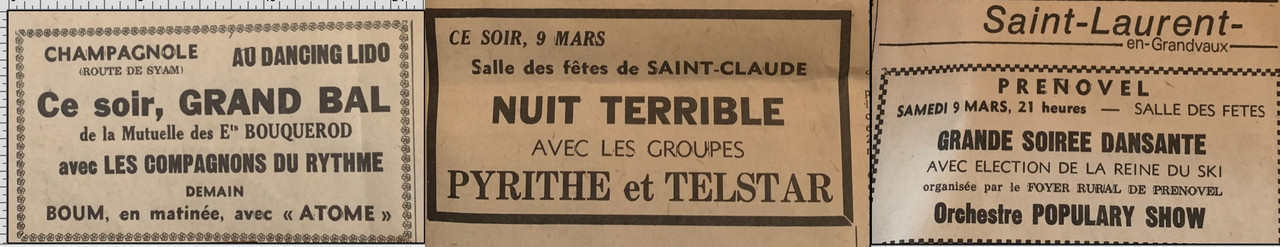 CHAMPAGNOLE
(ROUTE DE SYAM)
AU DANCING LIDO
Ce soir, GRAND BAL
de la Mutuelle des Ets BOUQUEROD
avec LES COMPAGNONS DU RYTHME
DEMAIN
BOUM, en matinée, avec « ATOME »
CE SOIR, 9 MARS
Salle des fêtes de SAINT-CLAUDE
NUIT TERRIBLE
AVEC LES GROUPES
PYRITHE et TELSTAR
Saint-Laurent-
en-Grandvaux
PRENOVEL
SAMEDI 9 MARS, 21 heures — SALLE DES FETES
GRANDE SOIREE DANSANTE
AVEC ELECTION DE LA REINE DU SKI
organisée par le FOYER RURAL DE PRENOVEL
Orchestre POPULARY SHOW